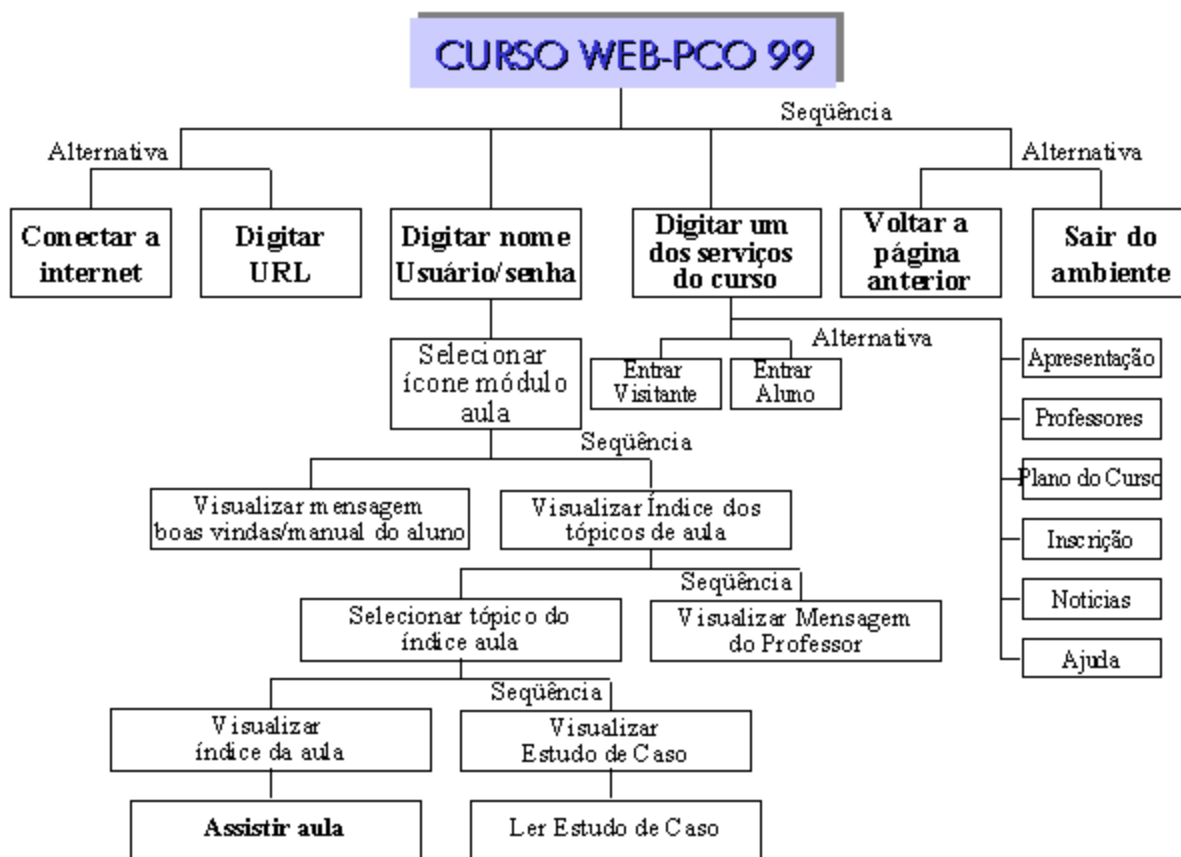 CURSO WEB-PCO 99
Seqüência
Alternativa
Alternativa
Conectar a
internet
Digitar
URL
Digitar nome
Usuário/senha
Digitar um
dos serviços
do curso
Voltar a
página
anterior
Sair do
ambiente
Selecionar
ícone módulo
aula
Alternativa
Entrar
Visitante
Entrar
Aluno
Apresentação
Professores
Plano do Curso
Inscrição
Noticias
Ajuda
Seqüência
Visualizar mensagem
boas vindas/manual do aluno
Visualizar Índice dos
tópicos de aula
Seqüência
Selecionar tópico do
índice aula
Visualizar Mensagem
do Professor
Seqüência
Visualizar
índice da aula
Visualizar
Estudo de Caso
Assistir aula
Ler Estudo de Caso